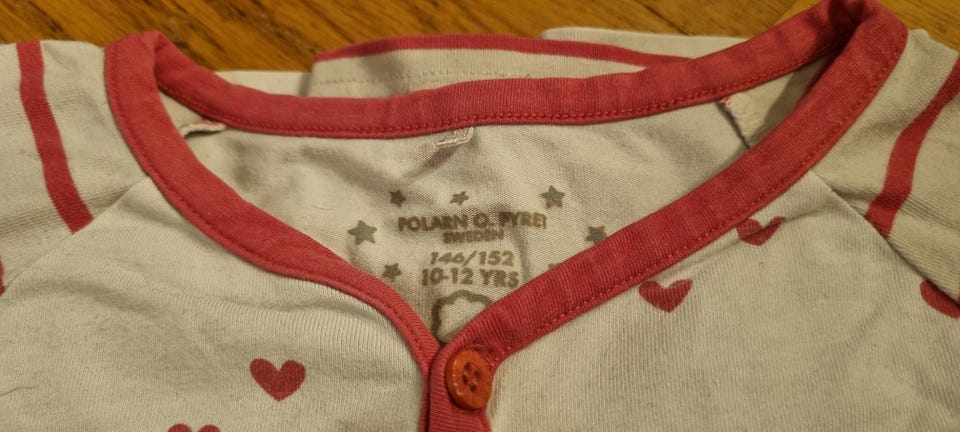 POLARN O. PYRET
SWEDEN
146/152
10-12 YRS